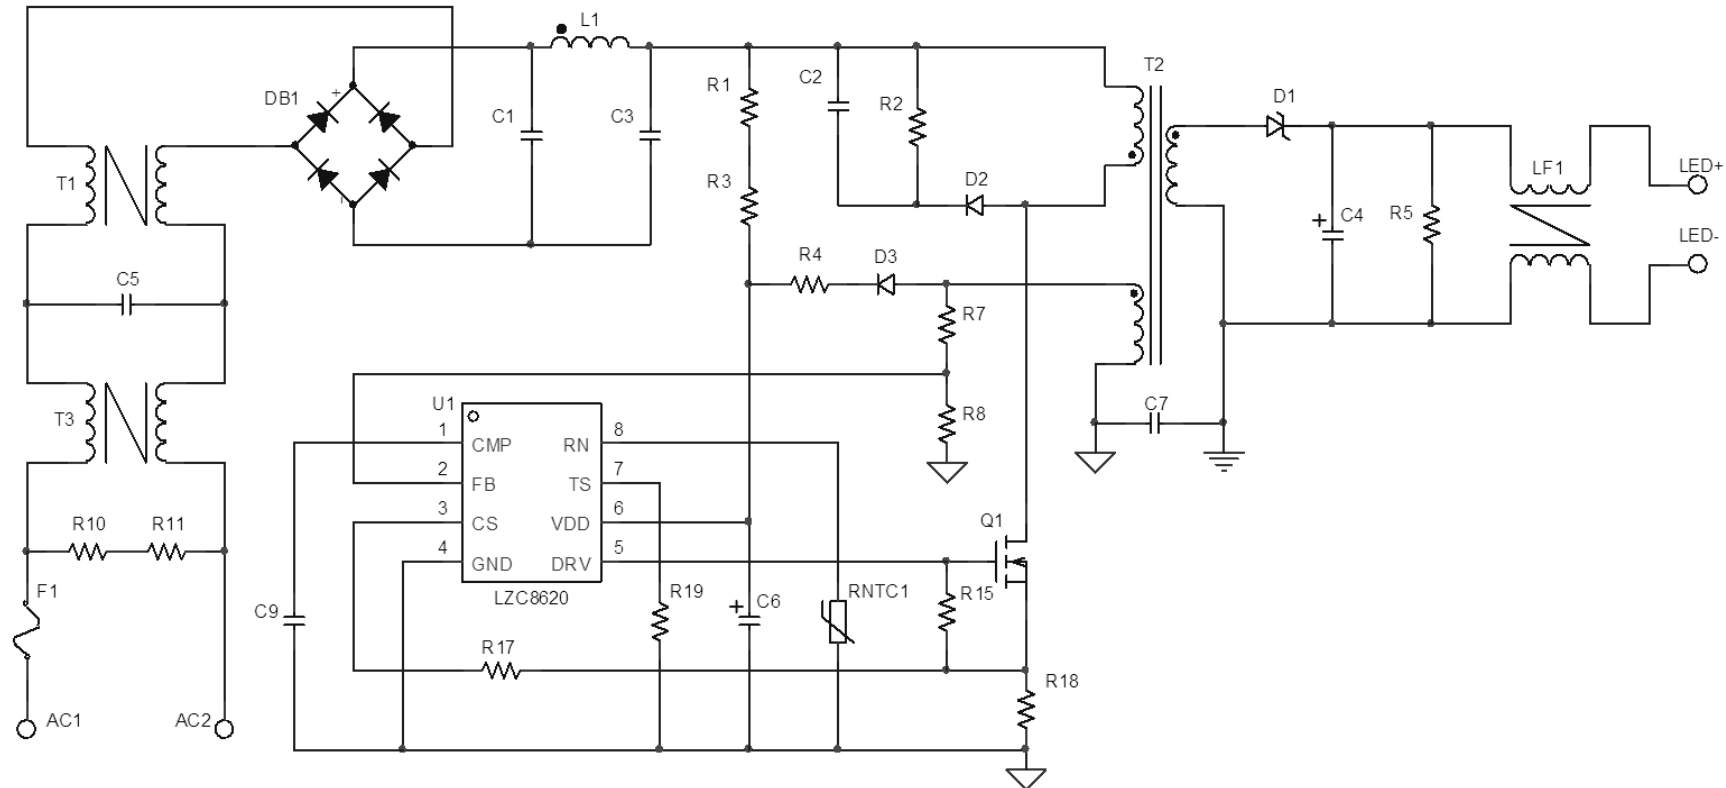 L1
T2
C2
R1
DB1
+
C1
C3
R2
D1
T1
R3
D2
LF1
LED+
+
C4
R5
LED-
C5
R4
D3
R7
T3
U1
R8
C7
1
CMP
RN
8
2
FB
TS
7
3
CS
VDD
6
4
GND
DRV
5
Q1
R10
R11
F1
LZC8620
R19
+
C6
RNTC1
R15
C9
R17
R18
AC1
AC2